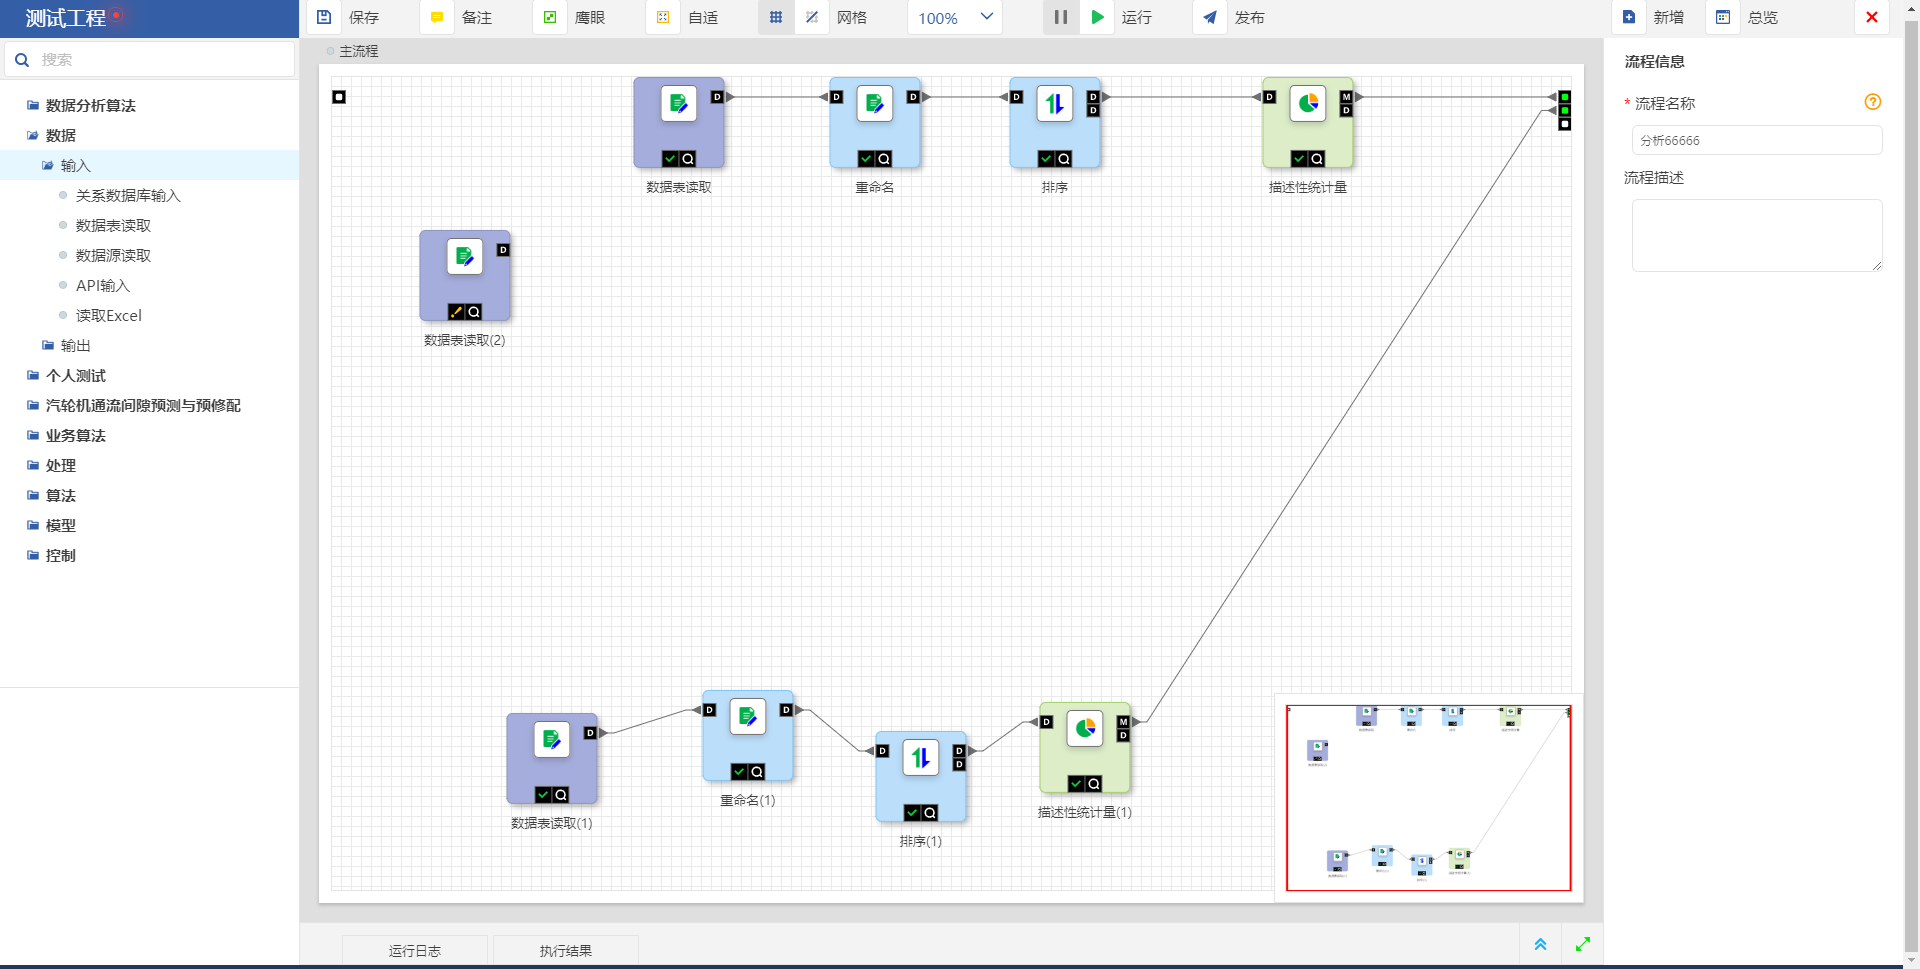 测试工程
保存
备注
鹰眼
自适
网格
100%
运行
发布
新增
总览
搜索
主流程
数据分析算法
数据
输入
关系数据库输入
数据表读取
数据源读取
API输入
读取Excel
输出
个人测试
汽轮机通流间隙预测与预修配
业务算法
处理
算法
模型
控制
D
D
D
D
D
D
D
M
D
数据表读取
重命名
排序
描述性统计量
D
数据表读取(2)
D
数据表读取(1)
D
D
重命名(1)
D
D
D
排序(1)
D
M
D
描述性统计量(1)
流程信息
* 流程名称
?
分析66666
流程描述
运行日志
执行结果